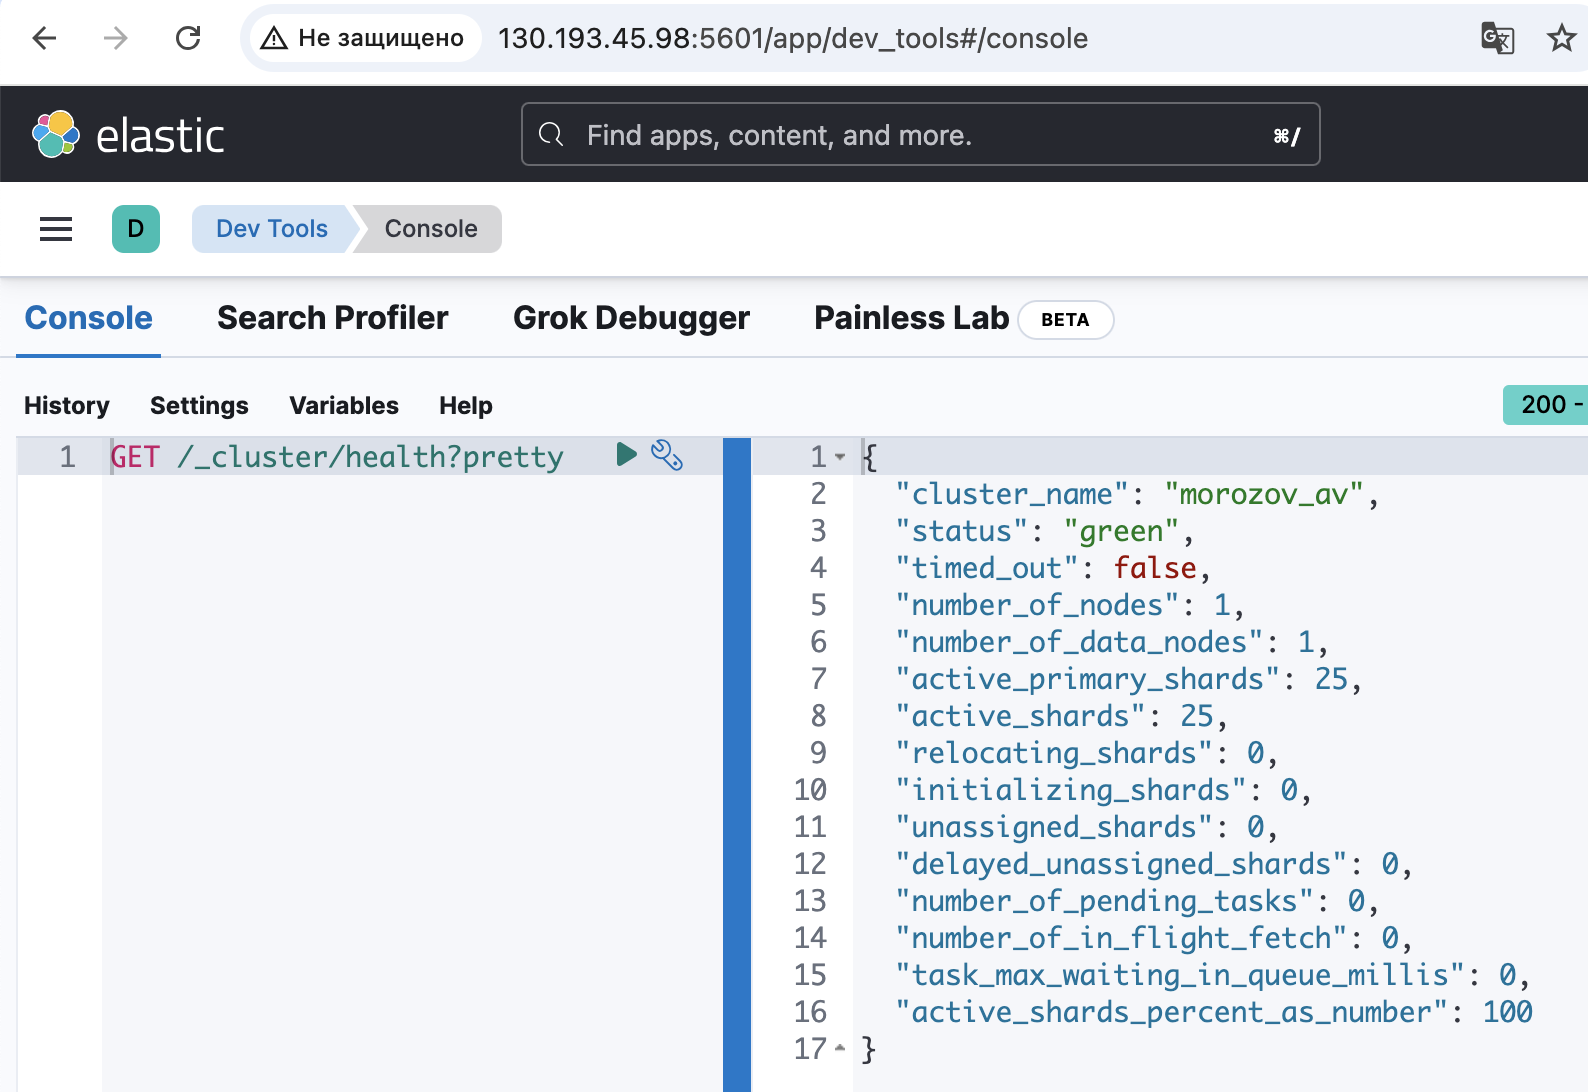 Не защищено 130.193.45.98:5601/app/dev_tools#/console
elastic Find apps, content, and more. ⌘/
D Dev Tools Console
Console Search Profiler Grok Debugger Painless Lab BETA
History Settings Variables Help 200 -
1 GET /_cluster/health?pretty
1 {
2 "cluster_name": "morozov_av",
3 "status": "green",
4 "timed_out": false,
5 "number_of_nodes": 1,
6 "number_of_data_nodes": 1,
7 "active_primary_shards": 25,
8 "active_shards": 25,
9 "relocating_shards": 0,
10 "initializing_shards": 0,
11 "unassigned_shards": 0,
12 "delayed_unassigned_shards": 0,
13 "number_of_pending_tasks": 0,
14 "number_of_in_flight_fetch": 0,
15 "task_max_waiting_in_queue_millis": 0,
16 "active_shards_percent_as_number": 100
17 }